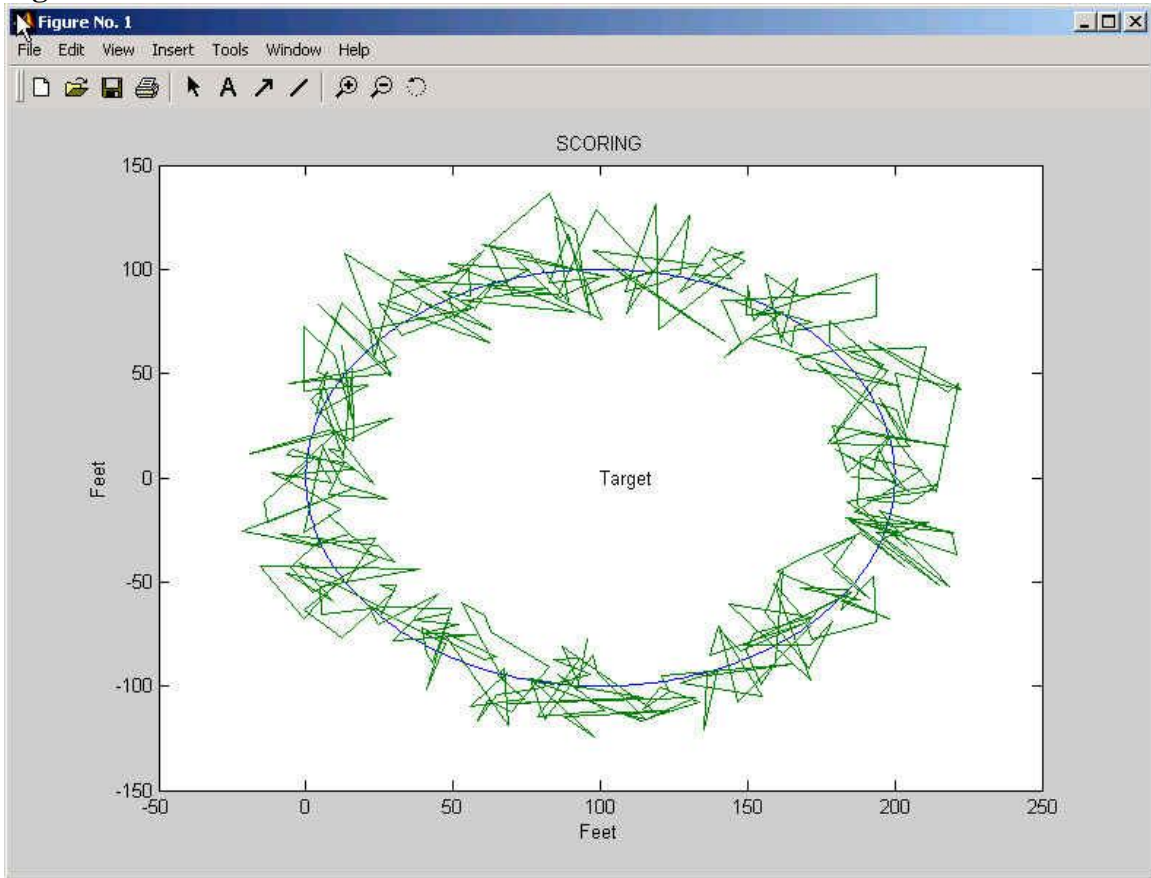 Figure No. 1
File Edit View Insert Tools Window Help
A
SCORING
150
100
50
0
-50
-100
-150
Feet
Target
-50 0 50 100 150 200 250
Feet